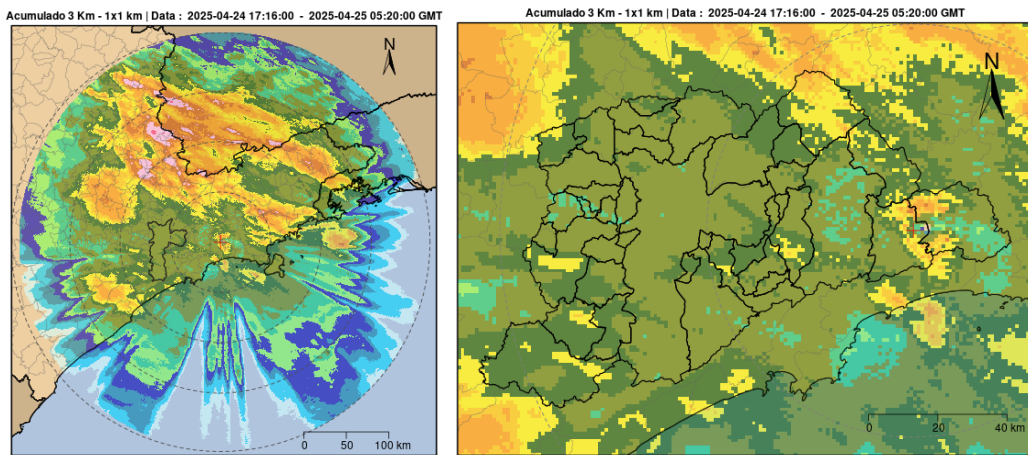 Acumulado 3 Km - 1x1 km | Data : 2025-04-24 17:16:00 - 2025-04-25 05:20:00 GMT
N
0 50 100 km
Acumulado 3 Km - 1x1 km | Data : 2025-04-24 17:16:00 - 2025-04-25 05:20:00 GMT
N
0 20 40 km